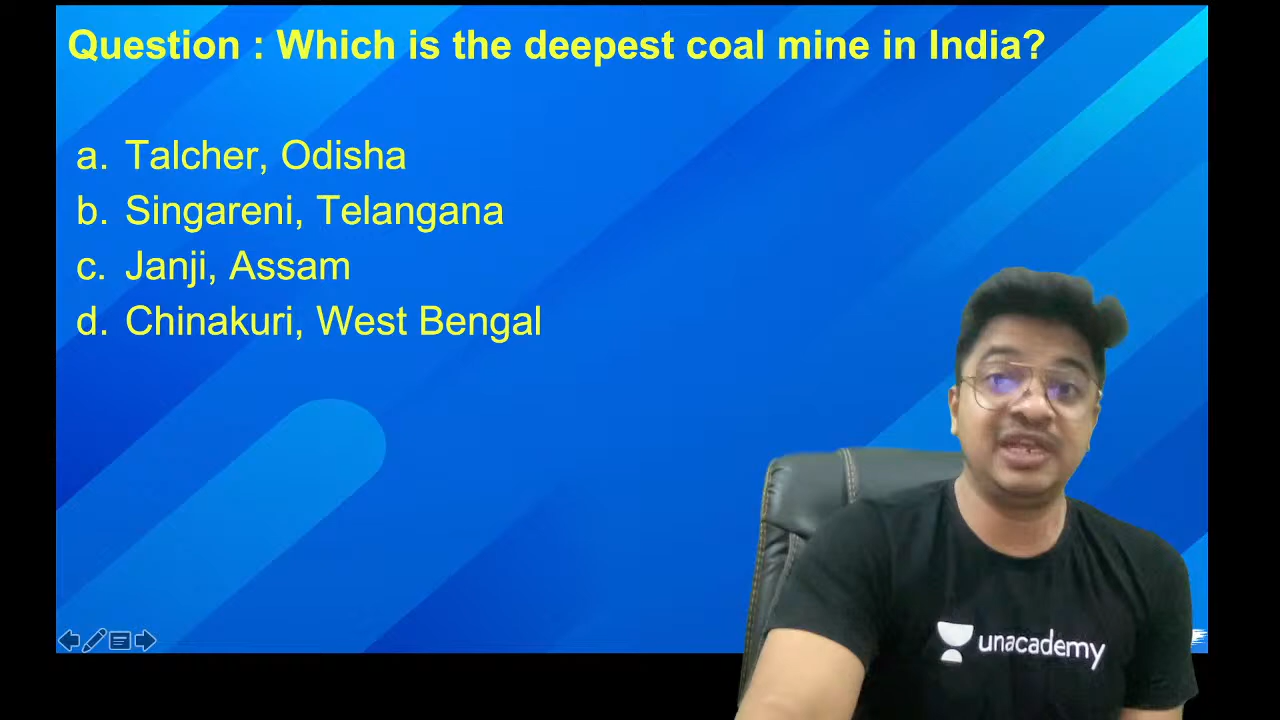 Question : Which is the deepest coal mine in India?
a. Talcher, Odisha
b. Singareni, Telangana
c. Janji, Assam
d. Chinakuri, West Bengal
unacademy